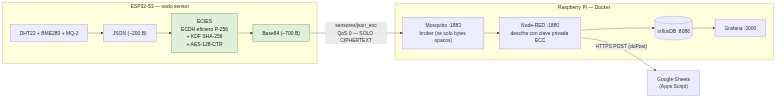 ESP32-S3 — nodo sensor
DHT22 + BME280 + MQ-2
JSON (~200 B)
ECIES
ECDH efímero P-256
+ KDF SHA-256
+ AES-128-CTR
Base64 (~700 B)
sensores/json_enc
QoS 0 — SOLO
CIPHERTEXT
Raspberry Pi — Docker
Mosquitto :1883
broker (ve solo bytes
opacos)
Node-RED :1880
descifra con clave privada
ECC
InfluxDB :8086
Grafana :3000
HTTPS POST (doPost)
Google Sheets
(Apps Script)